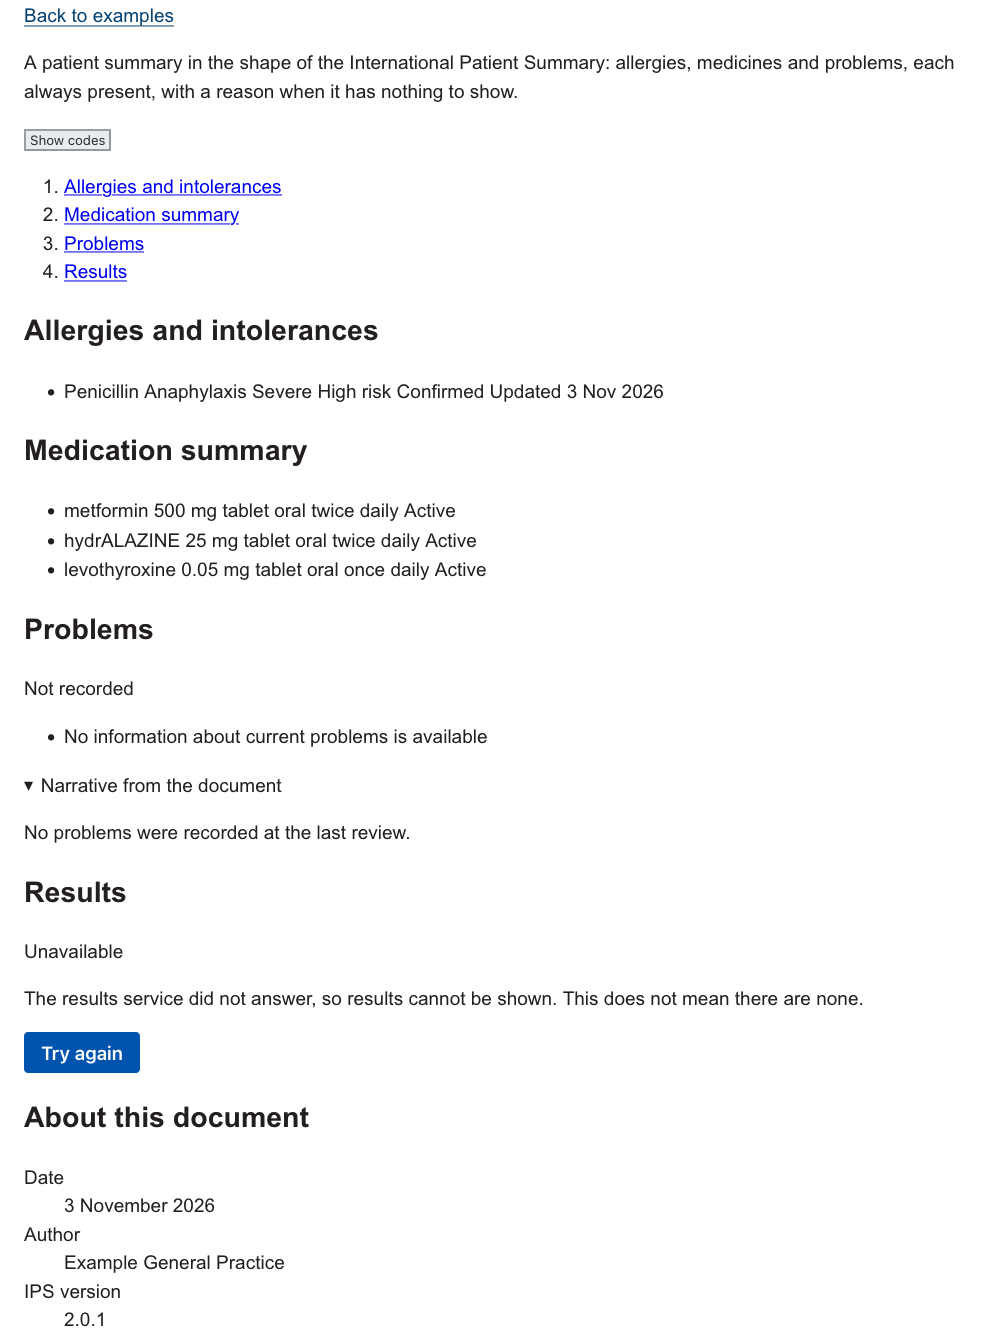 Back to examples
A patient summary in the shape of the International Patient Summary: allergies, medicines and problems, each
always present, with a reason when it has nothing to show.
Show codes
1. Allergies and intolerances
2. Medication summary
3. Problems
4. Results
Allergies and intolerances
• Penicillin Anaphylaxis Severe High risk Confirmed Updated 3 Nov 2026
Medication summary
• metformin 500 mg tablet oral twice daily Active
• hydrALAZINE 25 mg tablet oral twice daily Active
• levothyroxine 0.05 mg tablet oral once daily Active
Problems
Not recorded
• No information about current problems is available
▾ Narrative from the document
No problems were recorded at the last review.
Results
Unavailable
The results service did not answer, so results cannot be shown. This does not mean there are none.
Try again
About this document
Date
3 November 2026
Author
Example General Practice
IPS version
2.0.1